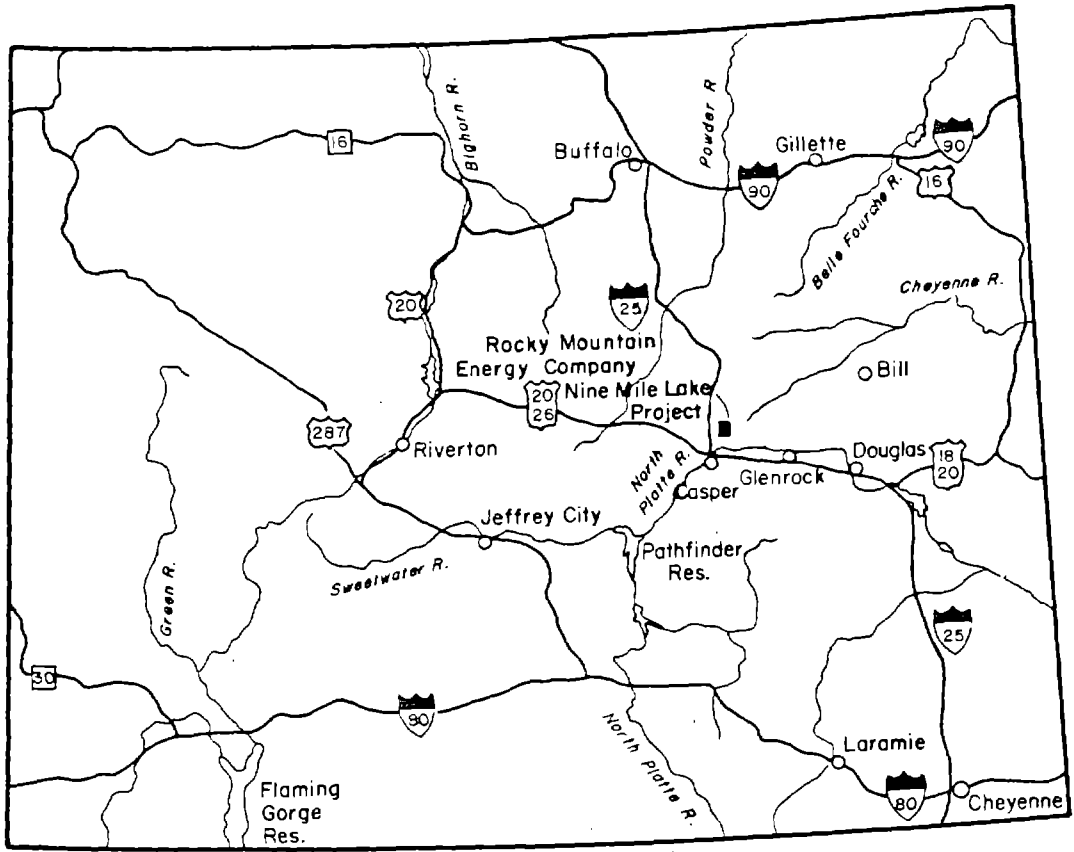 Bighorn R.
Powder R
16
Buffalo
Gillette
90
90
16
Belle Fourche R.
Cheyenne R.
20
25
Rocky Mountain
Energy Company
Nine Mile Lake
Project
20
26
Bill
287
Riverton
North
Platte R.
Casper
Glenrock
Douglas
18
20
Jeffrey City
Pathfinder
Res.
Sweetwater R.
Green R.
25
30
80
North Platte R.
Laramie
80
Cheyenne
Flaming
Gorge
Res.